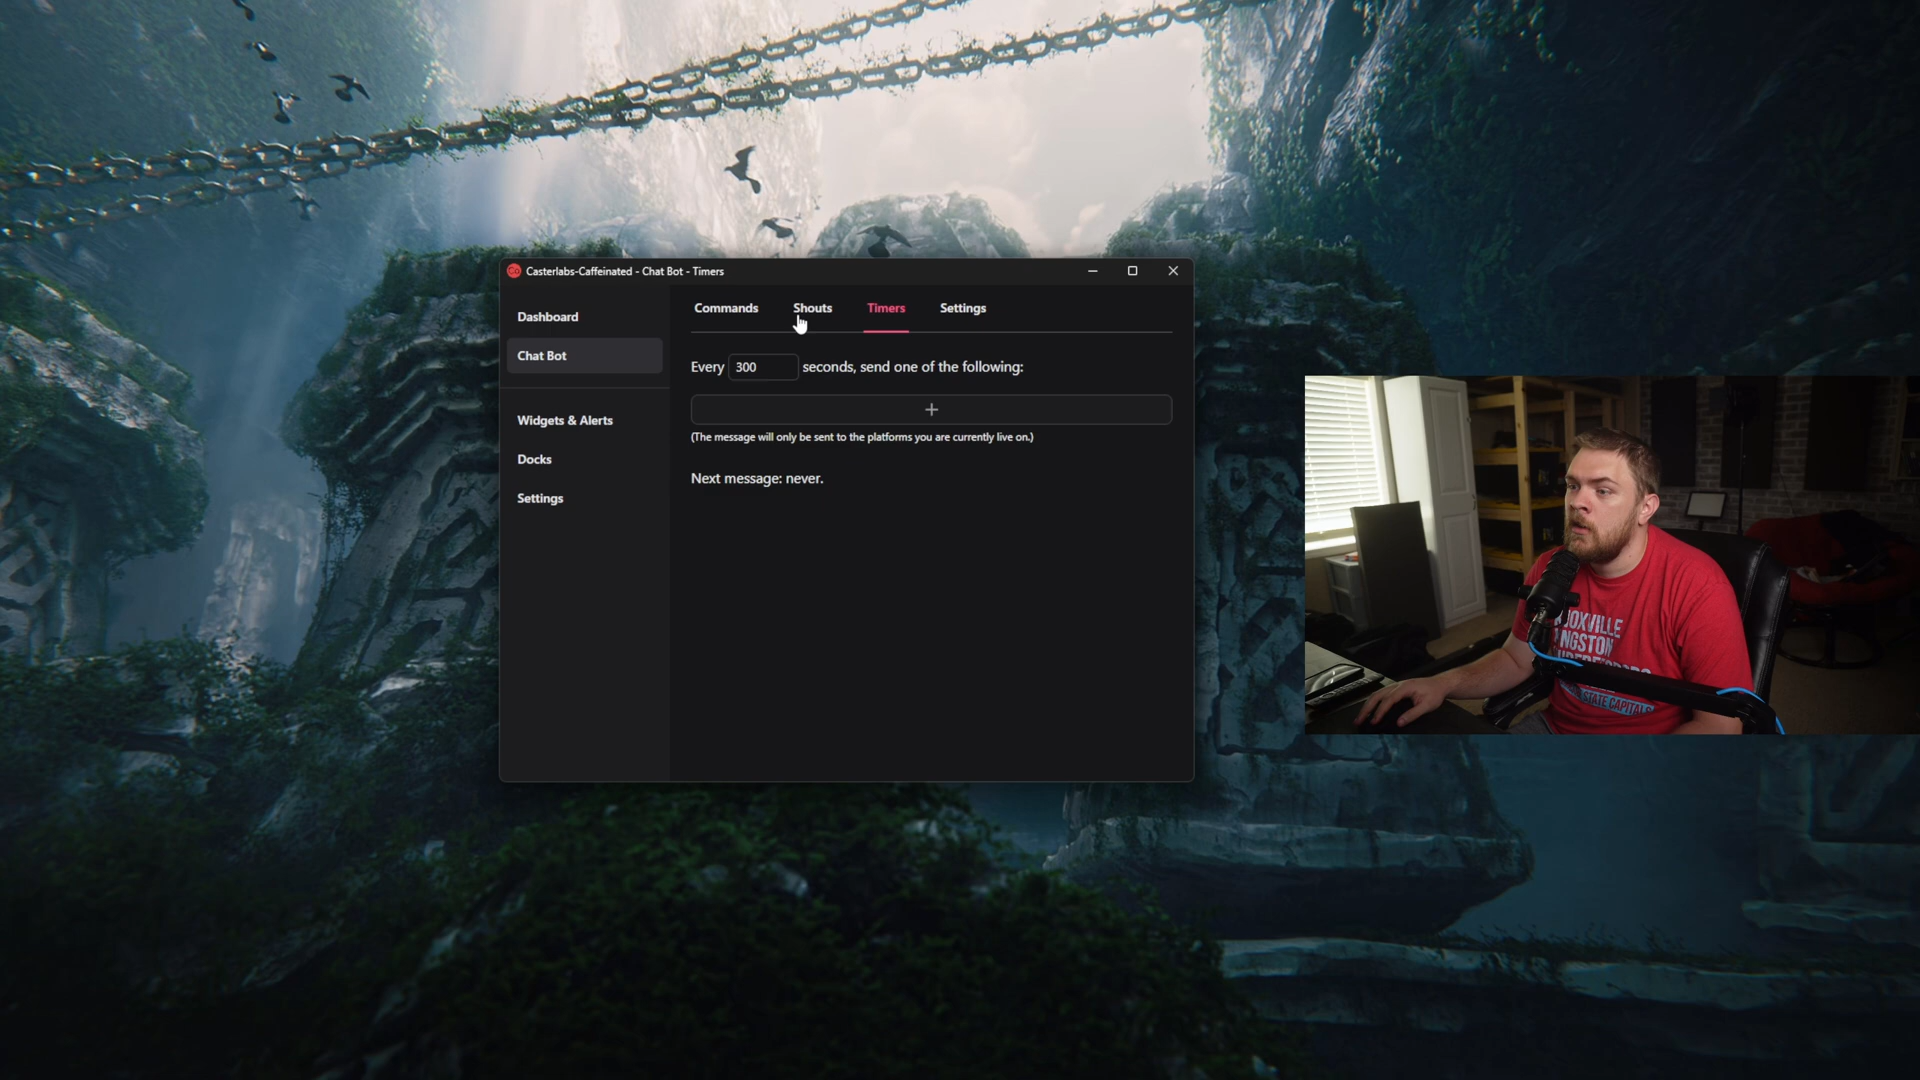 Casterlabs-Caffeinated - Chat Bot - Timers
Dashboard
Chat Bot
Widgets & Alerts
Docks
Settings
Commands
Shouts
Timers
Settings
Every 300 seconds, send one of the following:
+
(The message will only be sent to the platforms you are currently live on.)
Next message: never.
STATE CAPITALS